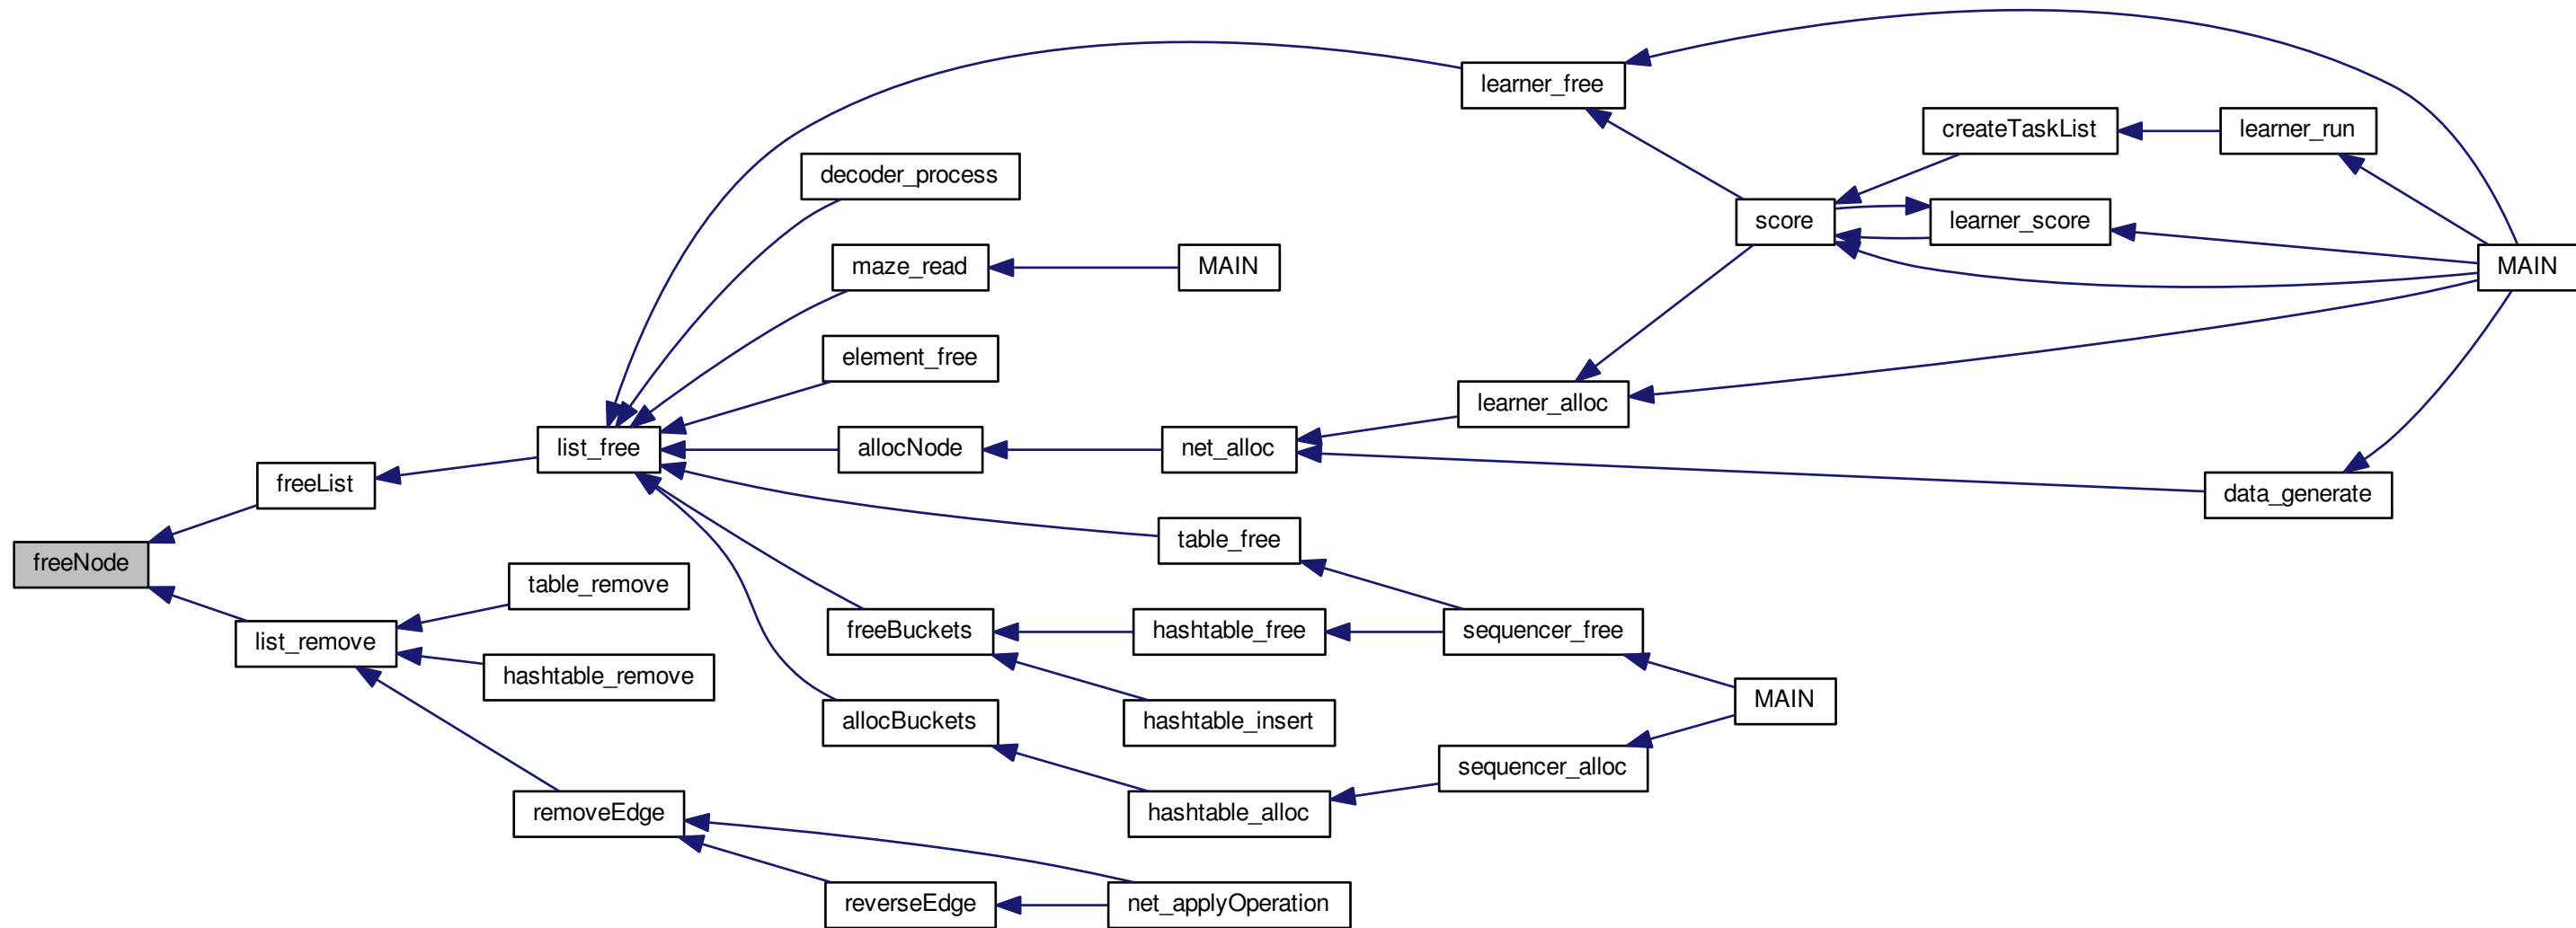 learner_free
createTaskList
learner_run
decoder_process
score
learner_score
maze_read
MAIN
MAIN
element_free
learner_alloc
list_free
allocNode
net_alloc
freeList
data_generate
table_free
freeNode
table_remove
list_remove
freeBuckets
hashtable_free
sequencer_free
hashtable_remove
MAIN
allocBuckets
hashtable_insert
sequencer_alloc
removeEdge
hashtable_alloc
reverseEdge
net_applyOperation